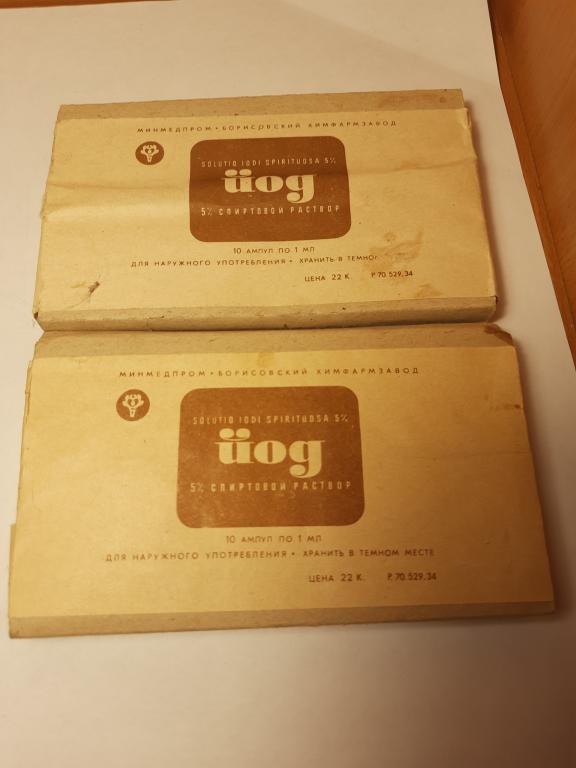 МИНМЕДПРОМ • БОРИСОВСКИЙ ХИМФАРМЗАВОД
SOLUTIO IODI SPIRITUOSA 5%
йод
5% СПИРТОВОЙ РАСТВОР
10 АМПУЛ ПО 1 МЛ
ДЛЯ НАРУЖНОГО УПОТРЕБЛЕНИЯ • ХРАНИТЬ В ТЕМНОМ
ЦЕНА 22 К. Р.70.529.34
МИНМЕДПРОМ • БОРИСОВСКИЙ ХИМФАРМЗАВОД
SOLUTIO IODI SPIRITUOSA 5%
йод
5% СПИРТОВОЙ РАСТВОР
10 АМПУЛ ПО 1 МЛ
ДЛЯ НАРУЖНОГО УПОТРЕБЛЕНИЯ • ХРАНИТЬ В ТЕМНОМ МЕСТЕ
ЦЕНА 22 К. Р.70.529.34